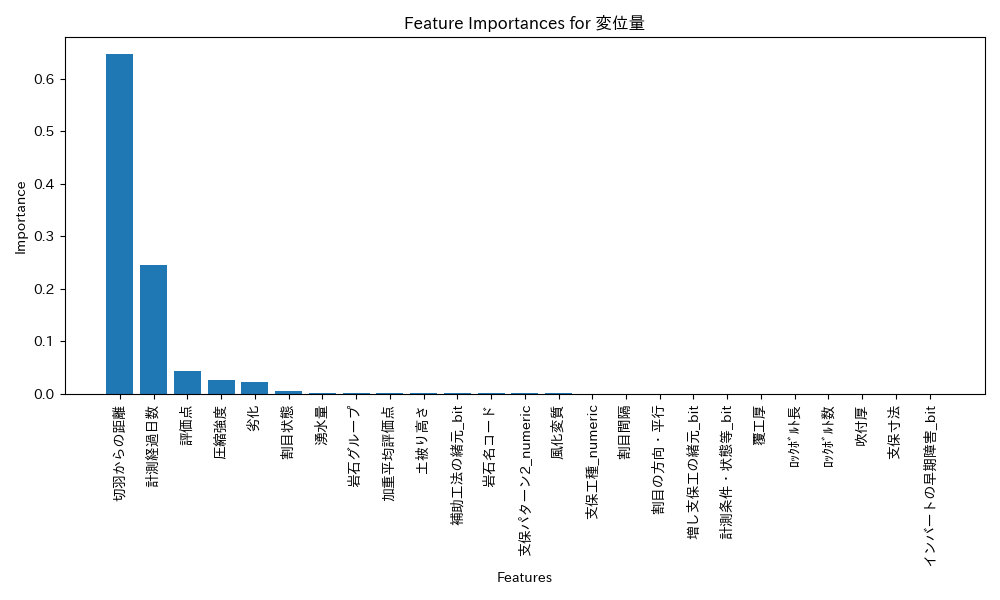 Feature Importances for 変位量
Importance
0.6
0.5
0.4
0.3
0.2
0.1
0.0
切羽からの距離
計測経過日数
評価点
圧縮強度
劣化
割目状態
湧水量
岩石グループ
加重平均評価点
土被り高さ
補助工法の緒元_bit
岩石名コード
支保パターン2_numeric
風化変質
支保工種_numeric
割目間隔
割目の方向・平行
増し支保工の緒元_bit
計測条件・状態等_bit
覆工厚
ﾛｯｸﾎﾞﾙﾄ長
ﾛｯｸﾎﾞﾙﾄ数
吹付厚
支保寸法
インバートの早期障害_bit
Features